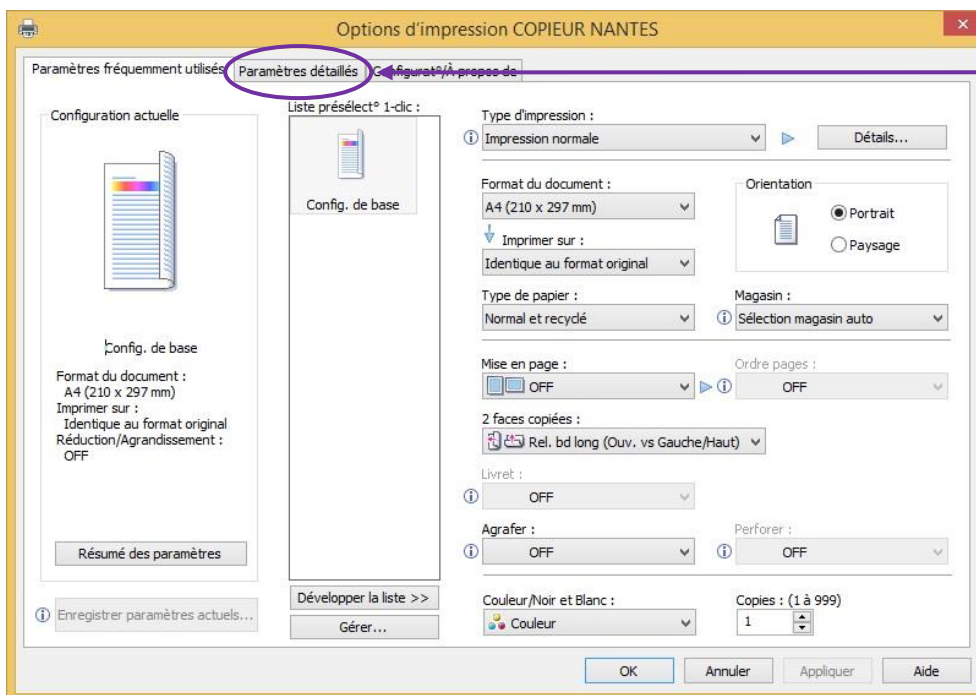 Options d'impression COPIEUR NANTES
Paramètres fréquemment utilisés
Paramètres détaillés
Configurat°/À propos de
Configuration actuelle
Config. de base
Format du document :
A4 (210 x 297 mm)
Imprimer sur :
Identique au format original
Réduction/Agrandissement :
OFF
Résumé des paramètres
Enregistrer paramètres actuels...
Liste présélect° 1-clic :
Config. de base
Développer la liste >>
Gérer...
Type d'impression :
Impression normale
Détails...
Format du document :
A4 (210 x 297 mm)
Imprimer sur :
Identique au format original
Orientation
Portrait
Paysage
Type de papier :
Normal et recyclé
Magasin :
Sélection magasin auto
Mise en page :
OFF
Ordre pages :
OFF
2 faces copiées :
Rel. bd long (Ouv. vs Gauche/Haut)
Livret :
OFF
Agrafer :
OFF
Perforer :
OFF
Couleur/Noir et Blanc :
Couleur
Copies : (1 à 999)
1
OK
Annuler
Appliquer
Aide